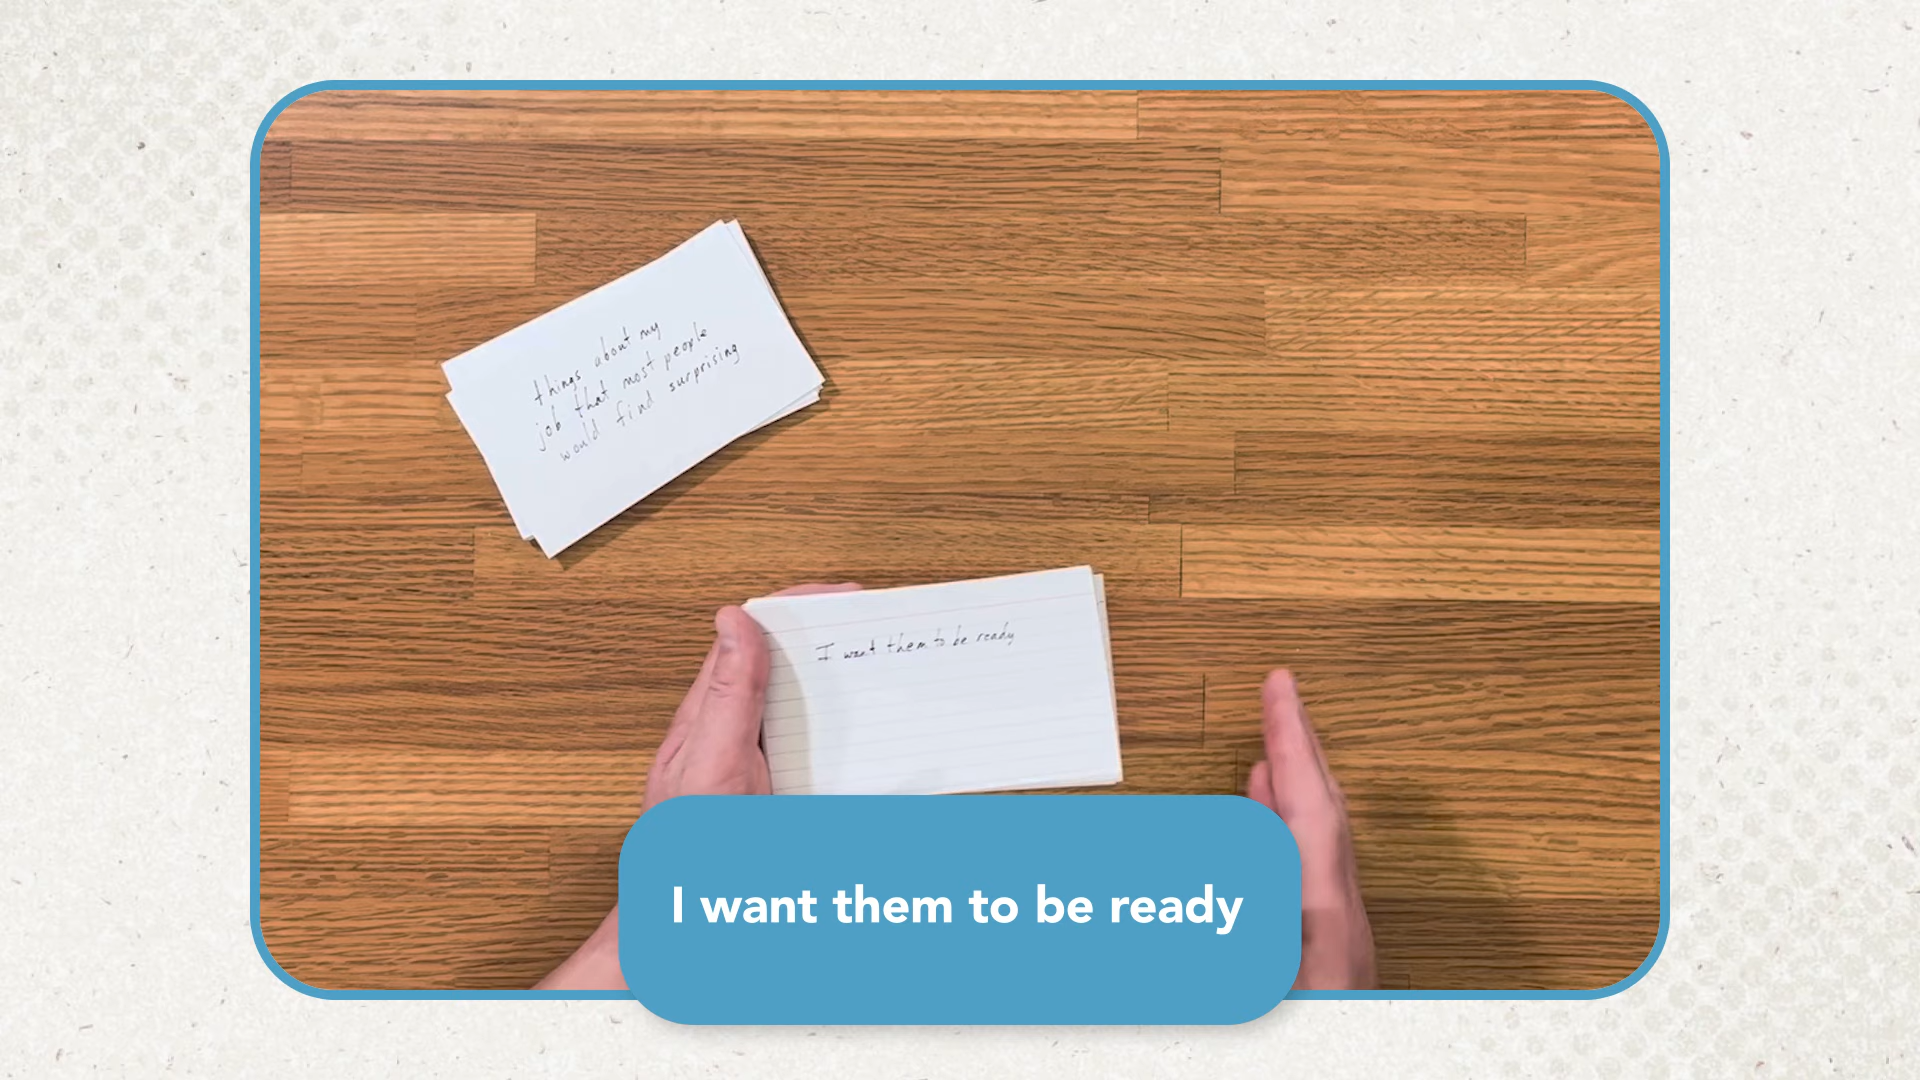 things about my
job that most people
would find surprising
I want them to be ready
I want them to be ready